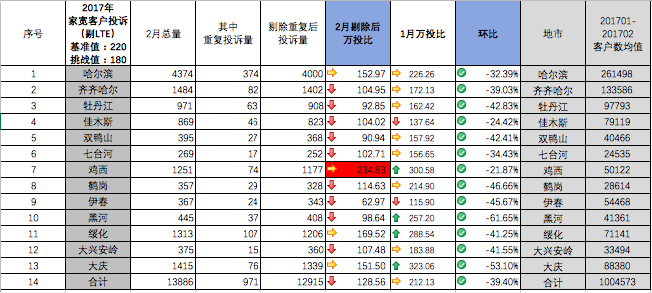 序号 2017年家宽客户投诉（剔LTE）基准值：220 挑战值：180 2月总量 其中重复投诉量 剔除重复后投诉量 2月剔除后万投比 1月万投比 环比 地市 201701-201702客户数均值
1 哈尔滨 4374 374 4000 152.97 226.26 -32.39% 哈尔滨 261498
2 齐齐哈尔 1484 82 1402 104.95 172.13 -39.03% 齐齐哈尔 133586
3 牡丹江 971 63 908 92.85 162.42 -42.83% 牡丹江 97793
4 佳木斯 869 46 823 104.02 137.64 -24.42% 佳木斯 79119
5 双鸭山 395 27 368 90.94 157.92 -42.41% 双鸭山 40466
6 七台河 269 17 252 102.71 156.65 -34.43% 七台河 24535
7 鸡西 1251 74 1177 234.83 300.58 -21.87% 鸡西 50122
8 鹤岗 357 29 328 114.63 214.90 -46.66% 鹤岗 28614
9 伊春 367 24 343 62.97 115.90 -45.67% 伊春 54468
10 黑河 445 37 408 98.64 257.20 -61.65% 黑河 41361
11 绥化 1313 107 1206 169.52 288.54 -41.25% 绥化 71141
12 大兴安岭 375 15 360 107.48 183.88 -41.55% 大兴安岭 33494
13 大庆 1415 76 1339 151.50 323.06 -53.10% 大庆 88380
14 合计 13886 971 12915 128.56 212.13 -39.40% 合计 1004573